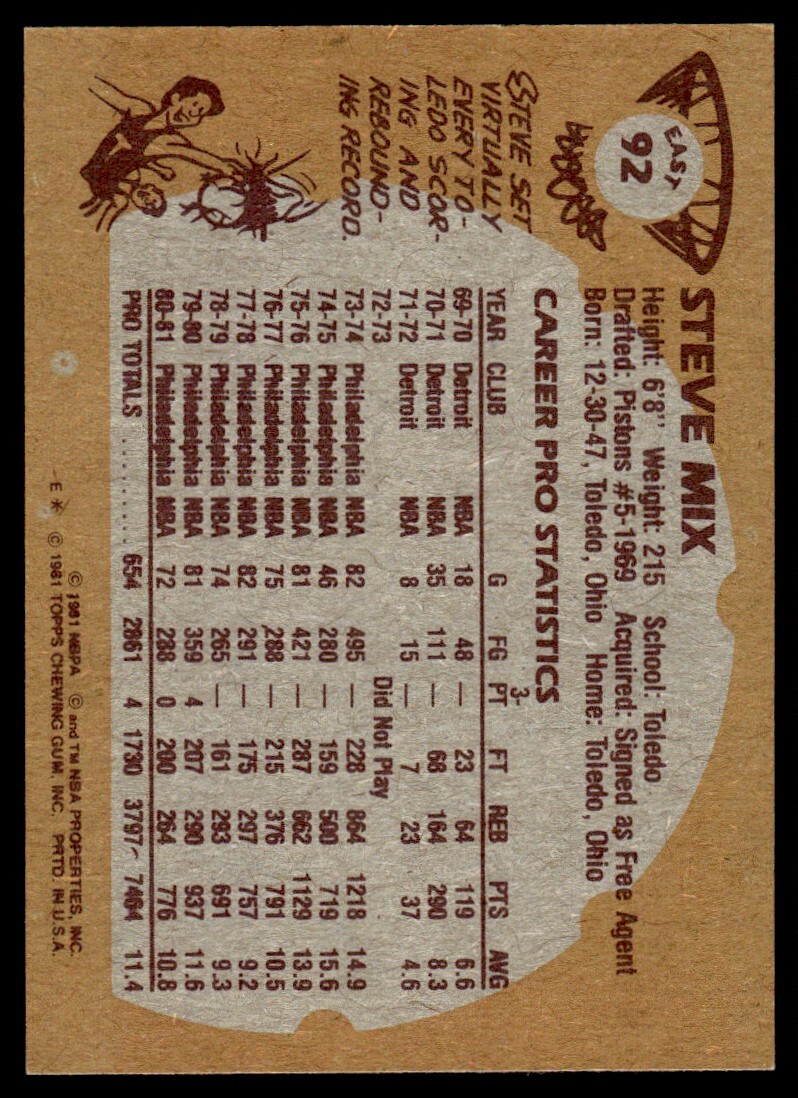 EAST
92
STEVE MIX
Height: 6'8" Weight: 215 School: Toledo
Drafted: Pistons #5-1969 Acquired: Signed as Free Agent
Born: 12-30-47, Toledo, Ohio Home: Toledo, Ohio
STEVE SET
VIRTUALLY
EVERY TO-
LEDO SCOR-
ING AND
REBOUND-
ING RECORD.
CAREER PRO STATISTICS
3-
YEAR CLUB G FG PT FT REB PTS AVG
69-70 Detroit NBA 18 48 — 23 64 119 6.6
70-71 Detroit NBA 35 111 — 68 164 290 8.3
71-72 Detroit NBA 8 15 — 7 23 37 4.6
72-73 Did Not Play
73-74 Philadelphia NBA 82 495 — 228 864 1218 14.9
74-75 Philadelphia NBA 46 280 — 159 500 719 15.6
75-76 Philadelphia NBA 81 421 — 287 662 1129 13.9
76-77 Philadelphia NBA 75 288 — 215 376 791 10.5
77-78 Philadelphia NBA 82 291 — 175 297 757 9.2
78-79 Philadelphia NBA 74 265 — 161 293 691 9.3
79-80 Philadelphia NBA 81 359 4 207 290 937 11.6
80-81 Philadelphia NBA 72 288 0 200 264 776 10.8
PRO TOTALS ........ 654 2861 4 1730 3797 7464 11.4
© 1981 NBPA © and TM NBA PROPERTIES, INC.
E* © 1981 TOPPS CHEWING GUM, INC. PRTD. IN U.S.A.